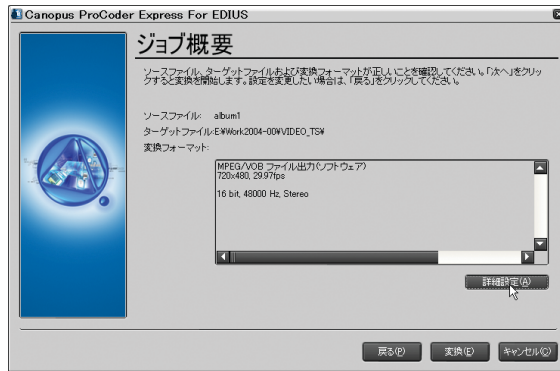 Canopus ProCoder Express For EDIUS
ジョブ概要
ソースファイル、ターゲットファイルおよび変換フォーマットが正しいことを確認してください。「次へ」をクリッ
クすると変換を開始します。設定を変更したい場合は、「戻る」をクリックしてください。
ソースファイル: album1
ターゲットファイル:E¥Work2004-00¥VIDEO_TS¥
変換フォーマット:
MPEG/VOB ファイル出力(ソフトウェア)
720x480, 29.97fps
16 bit, 48000 Hz, Stereo
詳細設定(A)
戻る(P) 変換(E) キャンセル(C)